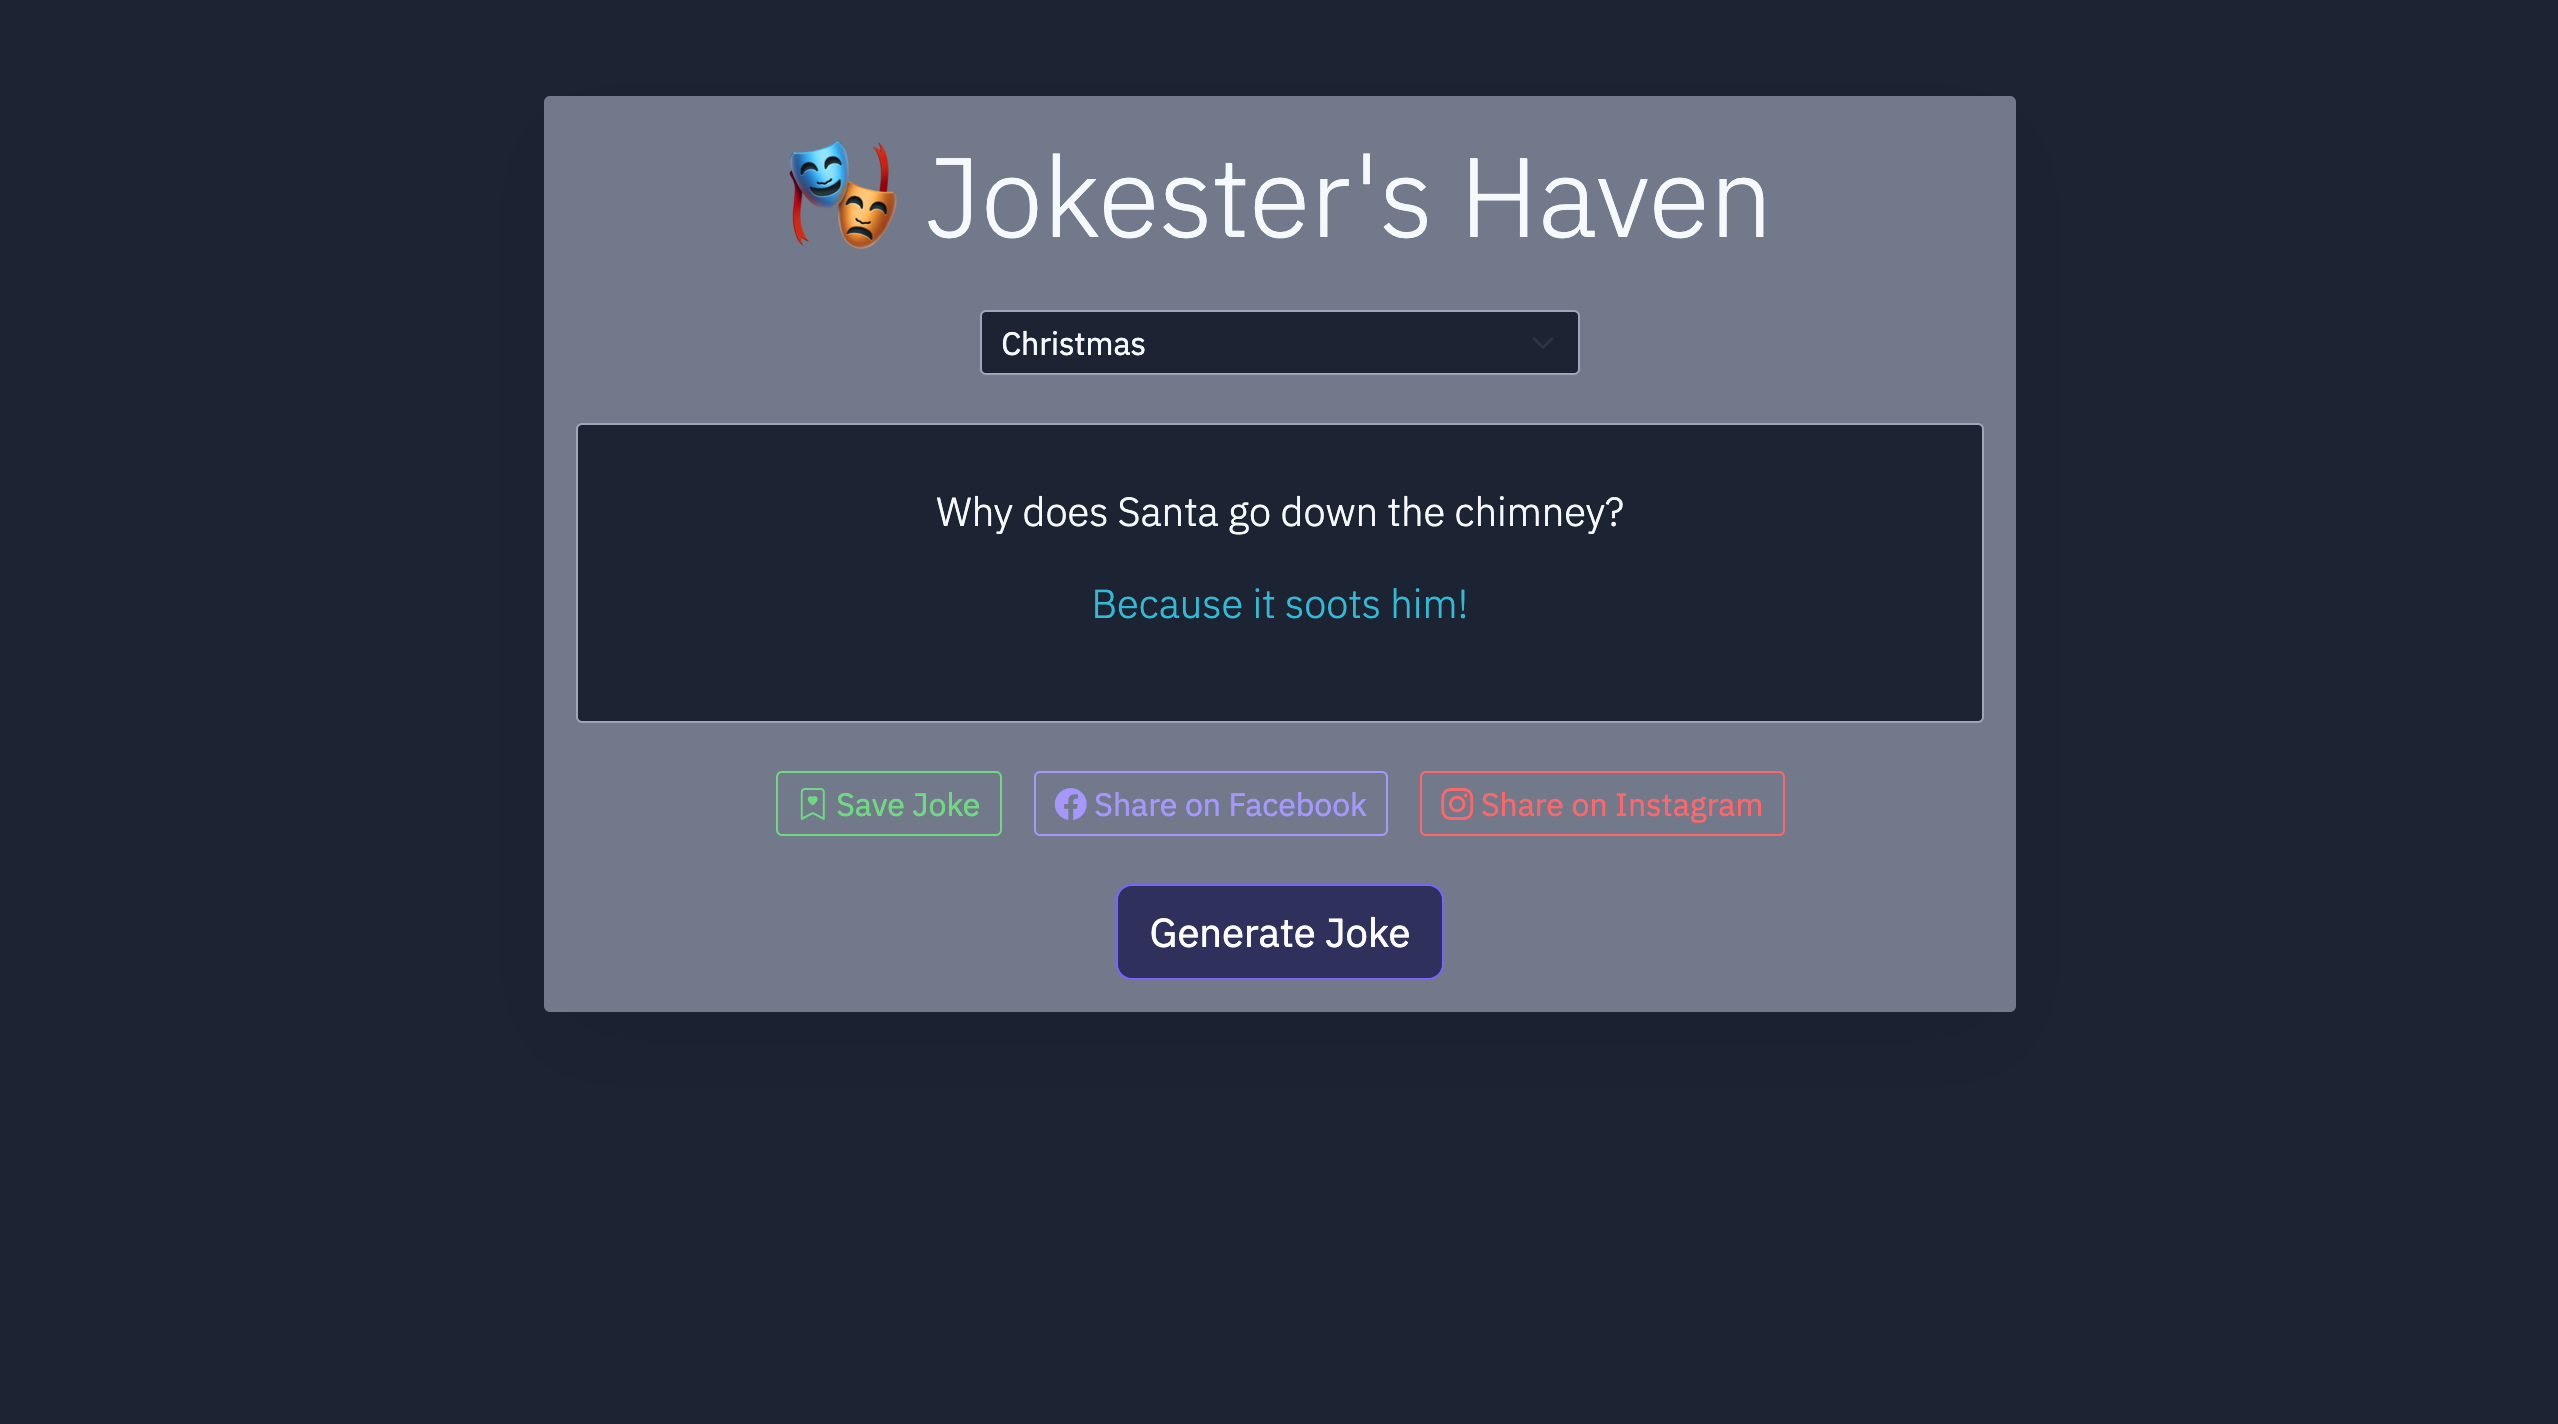 Jokester's Haven
Christmas
Why does Santa go down the chimney?
Because it soots him!
Save Joke
Share on Facebook
Share on Instagram
Generate Joke